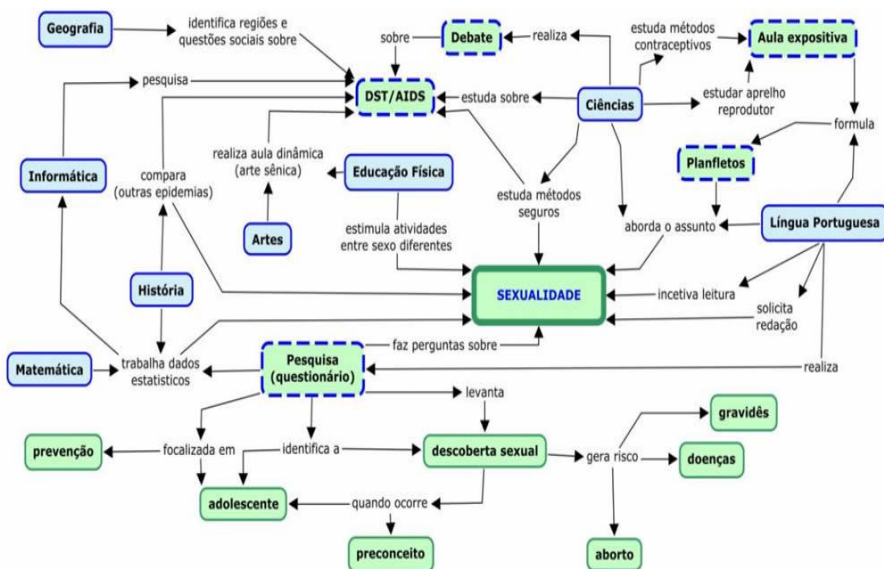 Geografia
identifica regiões e
questões sociais sobre
sobre
Debate
realiza
estuda métodos
contraceptivos
Aula expositiva
pesquisa
DST/AIDS
estuda sobre
Ciências
estudar aprelho
reprodutor
formula
Informática
compara
(outras epidemias)
realiza aula dinâmica
(arte sênica)
Educação Física
Planfletos
estuda métodos
seguros
Artes
estimula atividades
entre sexo diferentes
aborda o assunto
Língua Portuguesa
História
SEXUALIDADE
incetiva leitura
solicita
redação
Matemática
trabalha dados
estatisticos
Pesquisa
(questionário)
faz perguntas sobre
realiza
levanta
gravidês
prevenção
focalizada em
identifica a
descoberta sexual
gera risco
doenças
adolescente
quando ocorre
preconceito
aborto